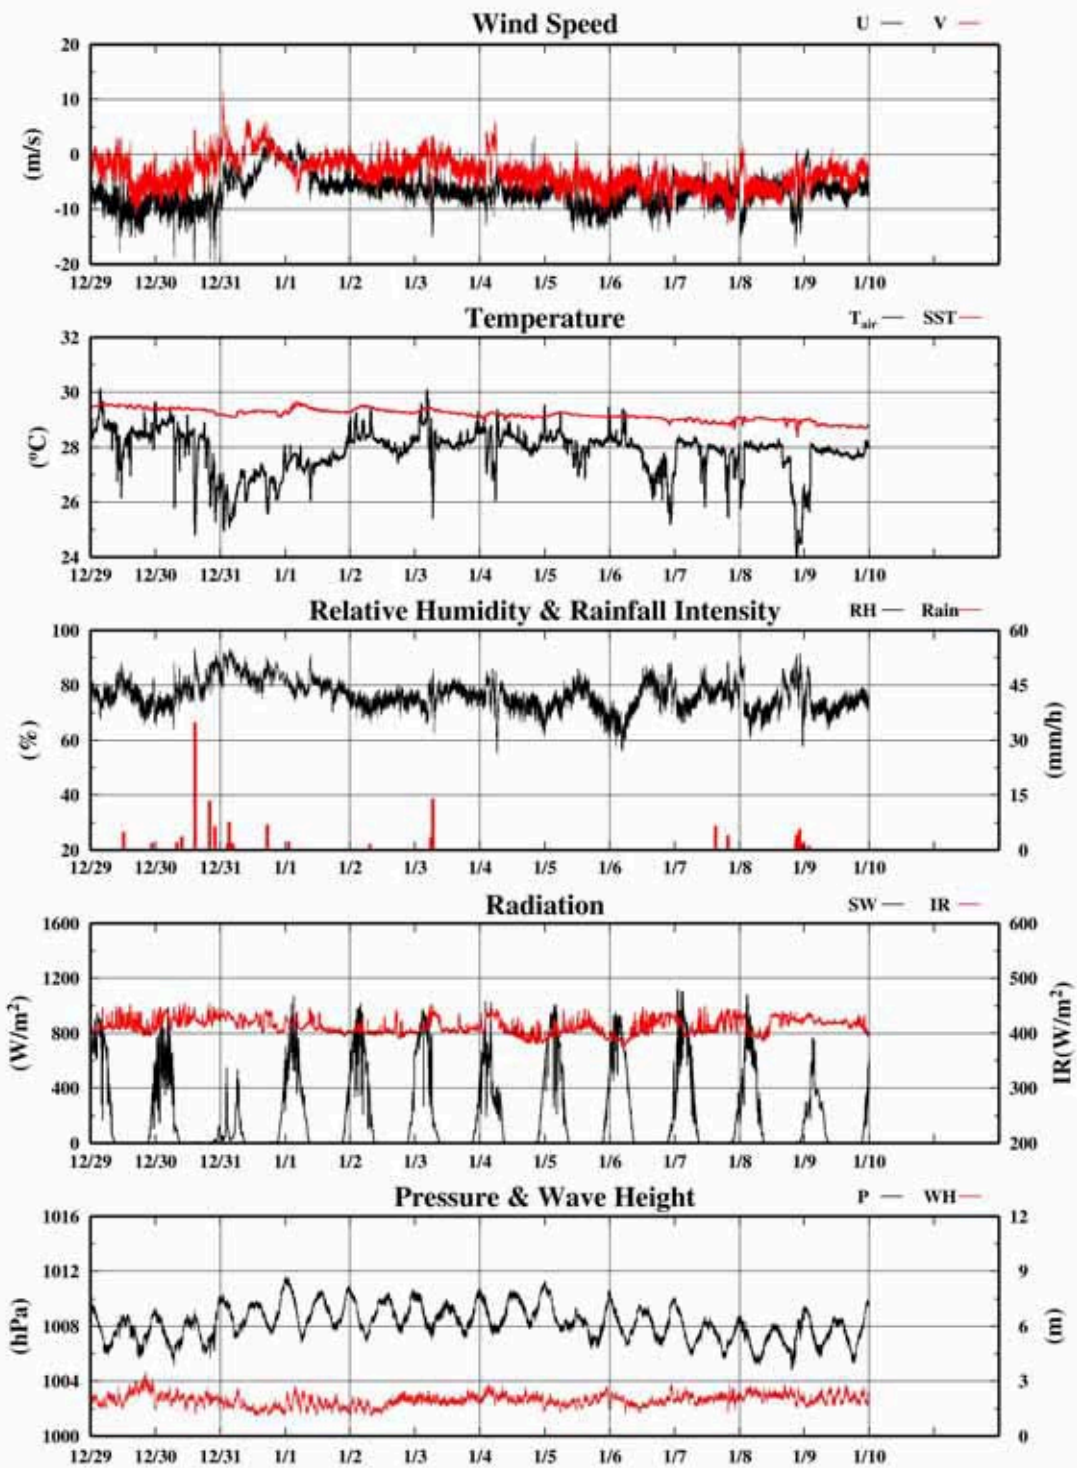 Wind Speed U V
20
10
0
-10
-20
(m/s)
12/29 12/30 12/31 1/1 1/2 1/3 1/4 1/5 1/6 1/7 1/8 1/9 1/10
Temperature Tair SST
32
30
28
26
24
(°C)
12/29 12/30 12/31 1/1 1/2 1/3 1/4 1/5 1/6 1/7 1/8 1/9 1/10
Relative Humidity & Rainfall Intensity RH Rain
100 60
80 45
60 30
40 15
20 0
(%) (mm/h)
12/29 12/30 12/31 1/1 1/2 1/3 1/4 1/5 1/6 1/7 1/8 1/9 1/10
Radiation SW IR
1600 600
1200 500
800 400
400 300
0 200
(W/m²) IR(W/m²)
12/29 12/30 12/31 1/1 1/2 1/3 1/4 1/5 1/6 1/7 1/8 1/9 1/10
Pressure & Wave Height P WH
1016 12
1012 9
1008 6
1004 3
1000 0
(hPa) (m)
12/29 12/30 12/31 1/1 1/2 1/3 1/4 1/5 1/6 1/7 1/8 1/9 1/10